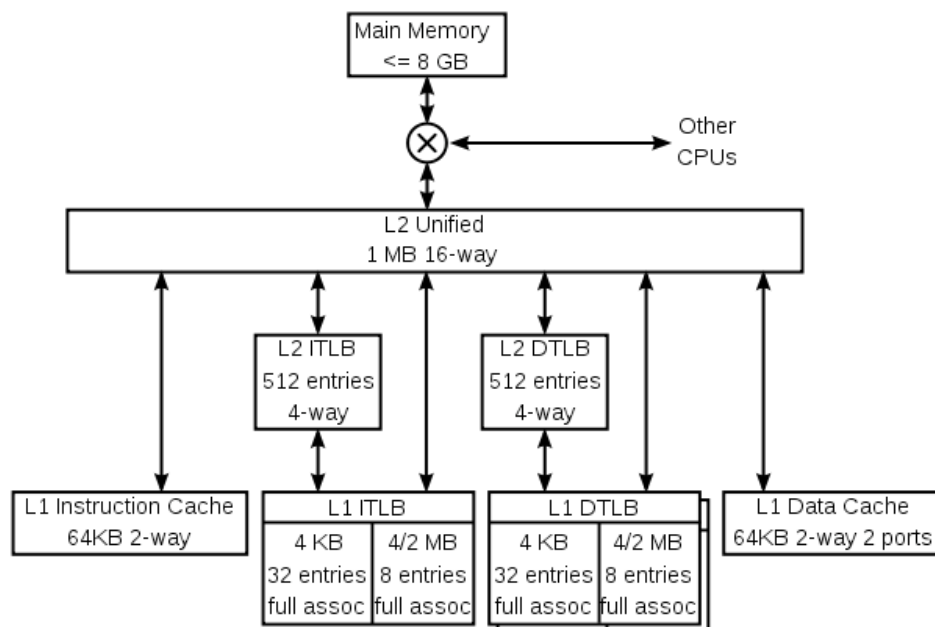 Main Memory
<= 8 GB
Other
CPUs
L2 Unified
1 MB 16-way
L2 ITLB
512 entries
4-way
L2 DTLB
512 entries
4-way
L1 Instruction Cache
64KB 2-way
L1 ITLB
4 KB
32 entries
full assoc
4/2 MB
8 entries
full assoc
L1 DTLB
4 KB
32 entries
full assoc
4/2 MB
8 entries
full assoc
L1 Data Cache
64KB 2-way 2 ports